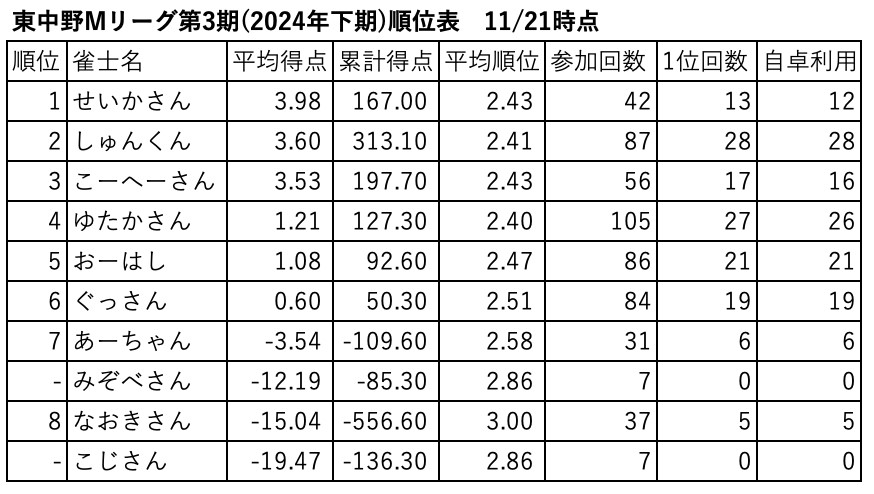 東中野Mリーグ第3期(2024年下期)順位表　11/21時点
順位 雀士名 平均得点 累計得点 平均順位 参加回数 1位回数 自卓利用
1 せいかさん 3.98 167.00 2.43 42 13 12
2 しゅんくん 3.60 313.10 2.41 87 28 28
3 こーへーさん 3.53 197.70 2.43 56 17 16
4 ゆたかさん 1.21 127.30 2.40 105 27 26
5 おーはし 1.08 92.60 2.47 86 21 21
6 ぐっさん 0.60 50.30 2.51 84 19 19
7 あーちゃん -3.54 -109.60 2.58 31 6 6
- みぞべさん -12.19 -85.30 2.86 7 0 0
8 なおきさん -15.04 -556.60 3.00 37 5 5
- こじさん -19.47 -136.30 2.86 7 0 0